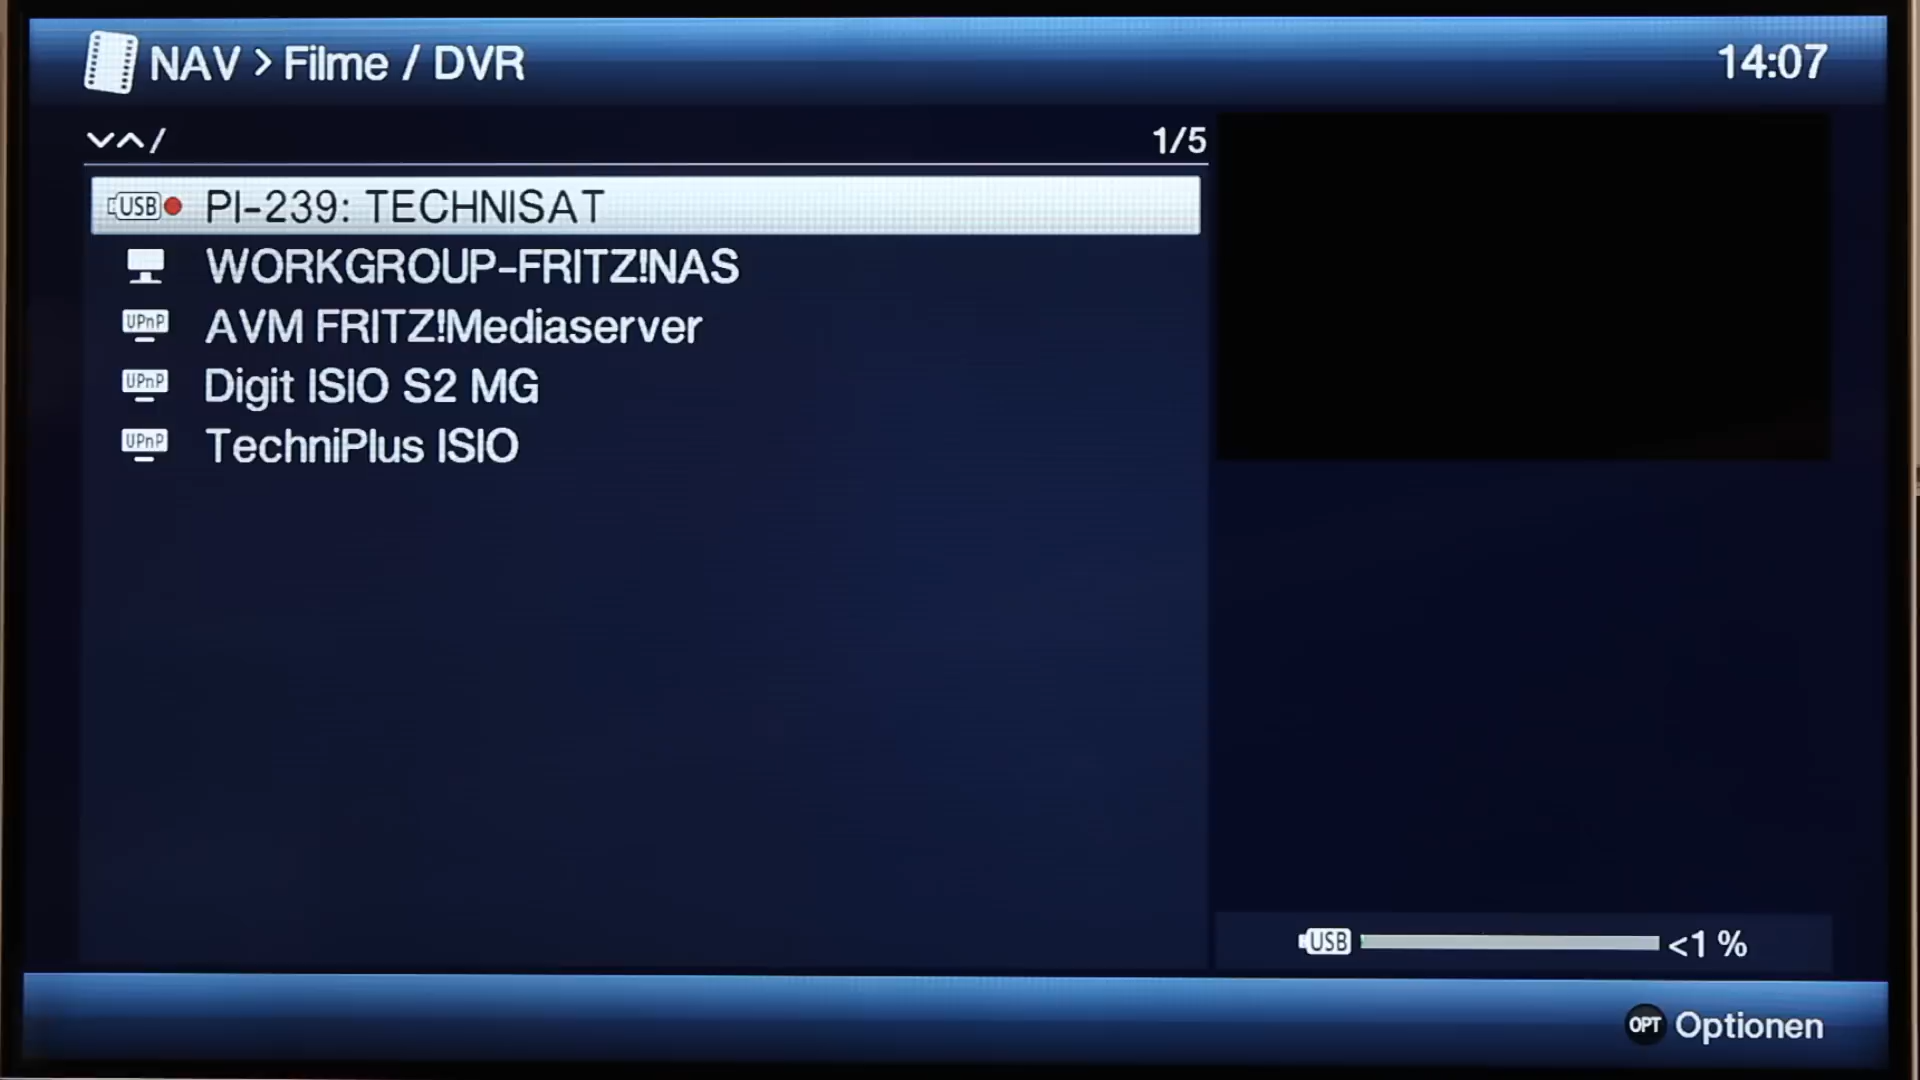 NAV > Filme / DVR
14:07
/
1/5
USB PI-239: TECHNISAT
WORKGROUP-FRITZ!NAS
UPnP AVM FRITZ!Mediaserver
UPnP Digit ISIO S2 MG
UPnP TechniPlus ISIO
USB <1 %
OPT Optionen